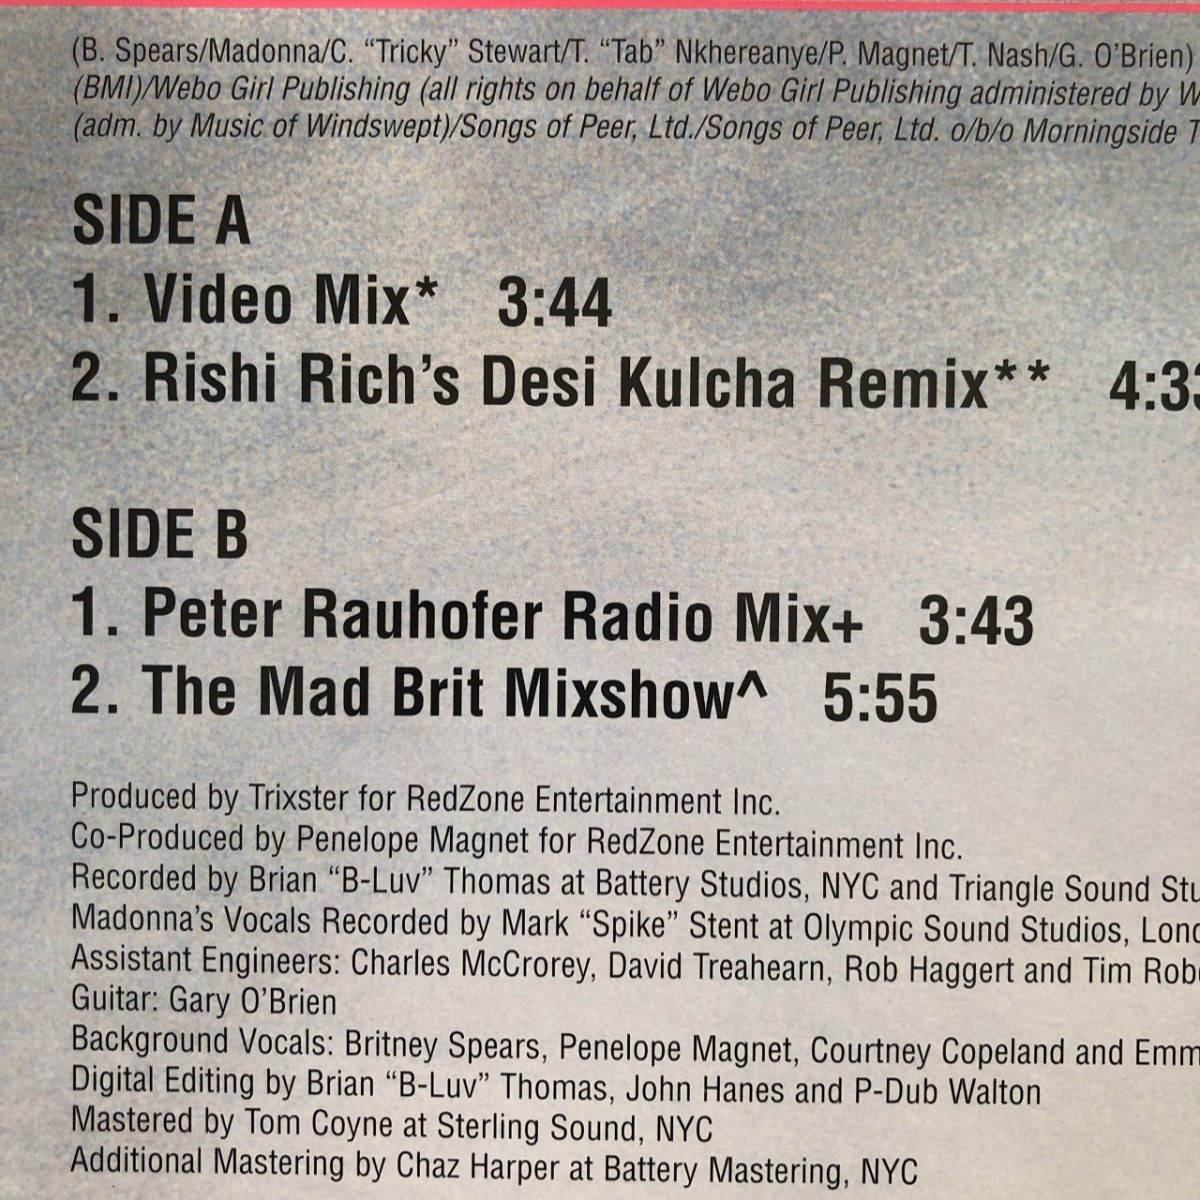 (B. Spears/Madonna/C. “Tricky” Stewart/T. “Tab” Nkhereanye/P. Magnet/T. Nash/G. O’Brien)
(BMI)/Webo Girl Publishing (all rights on behalf of Webo Girl Publishing administered by
(adm. by Music of Windswept)/Songs of Peer, Ltd./Songs of Peer, Ltd. o/b/o Morningside
SIDE A
1. Video Mix* 3:44
2. Rishi Rich’s Desi Kulcha Remix**
SIDE B
1. Peter Rauhofer Radio Mix+ 3:43
2. The Mad Brit Mixshow^ 5:55
Produced by Trixster for RedZone Entertainment Inc.
Co-Produced by Penelope Magnet for RedZone Entertainment Inc.
Recorded by Brian “B-Luv” Thomas at Battery Studios, NYC and Triangle Sound
Madonna’s Vocals Recorded by Mark “Spike” Stent at Olympic Sound Studios,
Assistant Engineers: Charles McCrorey, David Treahearn, Rob Haggert and Tim
Guitar: Gary O’Brien
Background Vocals: Britney Spears, Penelope Magnet, Courtney Copeland and
Digital Editing by Brian “B-Luv” Thomas, John Hanes and P-Dub Walton
Mastered by Tom Coyne at Sterling Sound, NYC
Additional Mastering by Chaz Harper at Battery Mastering, NYC